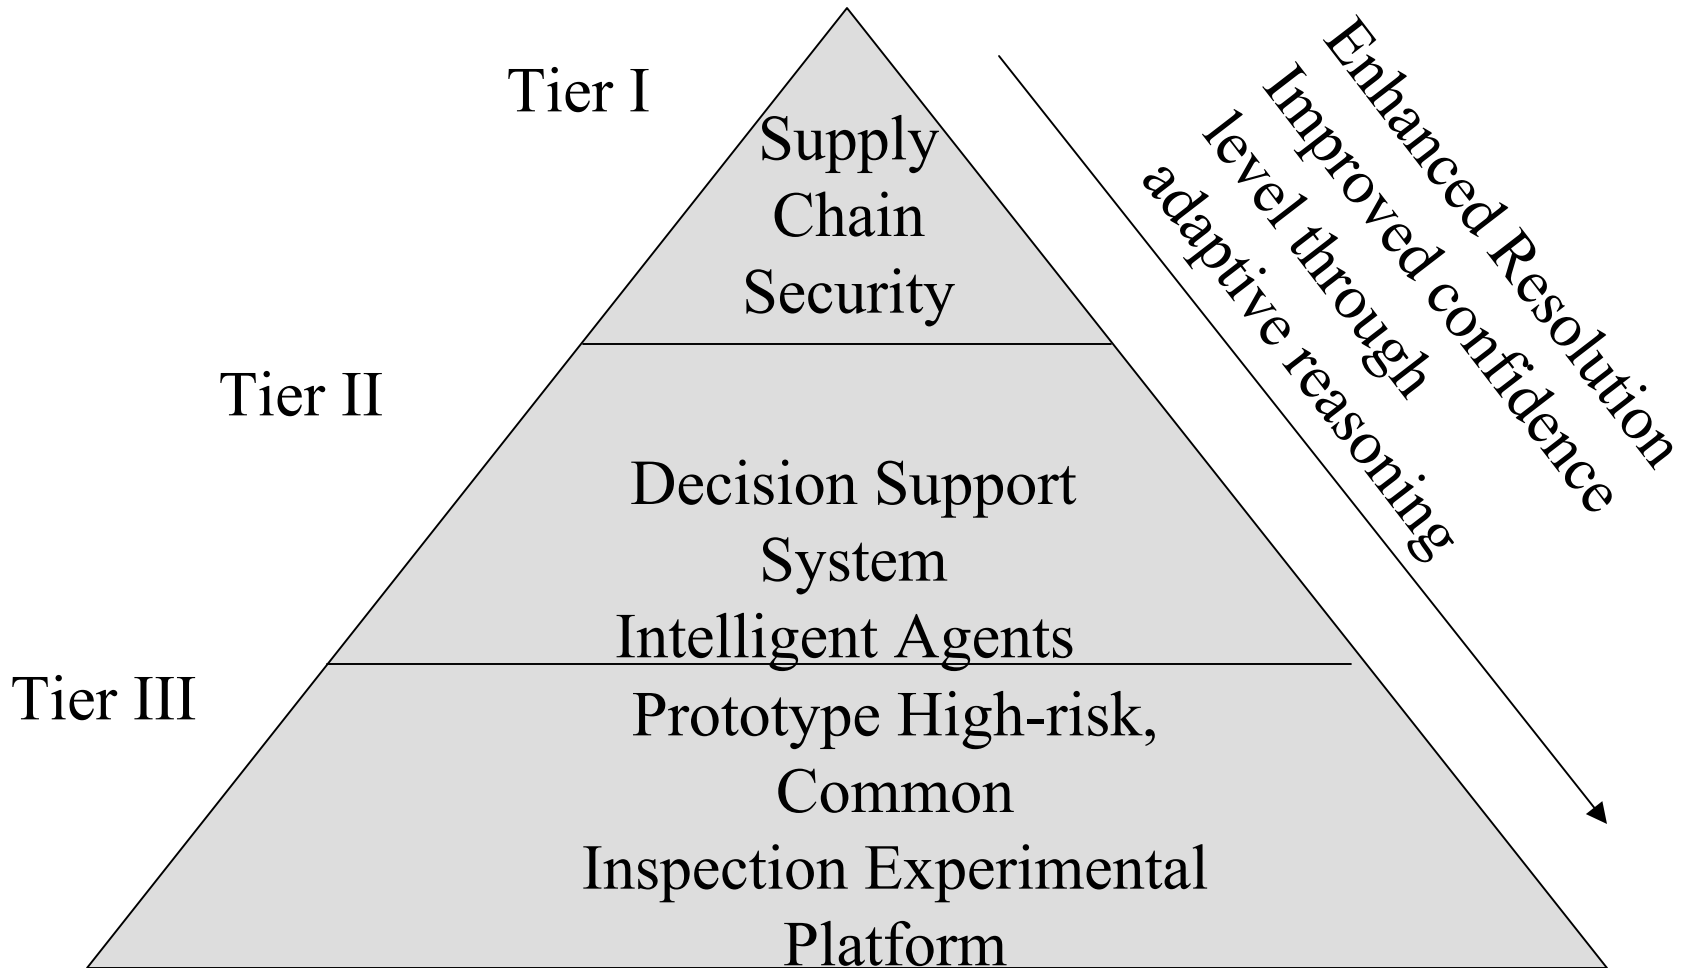 Tier I
Supply
Chain
Security
Enhanced Resolution
Improved confidence
level through
adaptive reasoning
Tier II
Decision Support
System
Intelligent Agents
Tier III
Prototype High-risk,
Common
Inspection Experimental
Platform